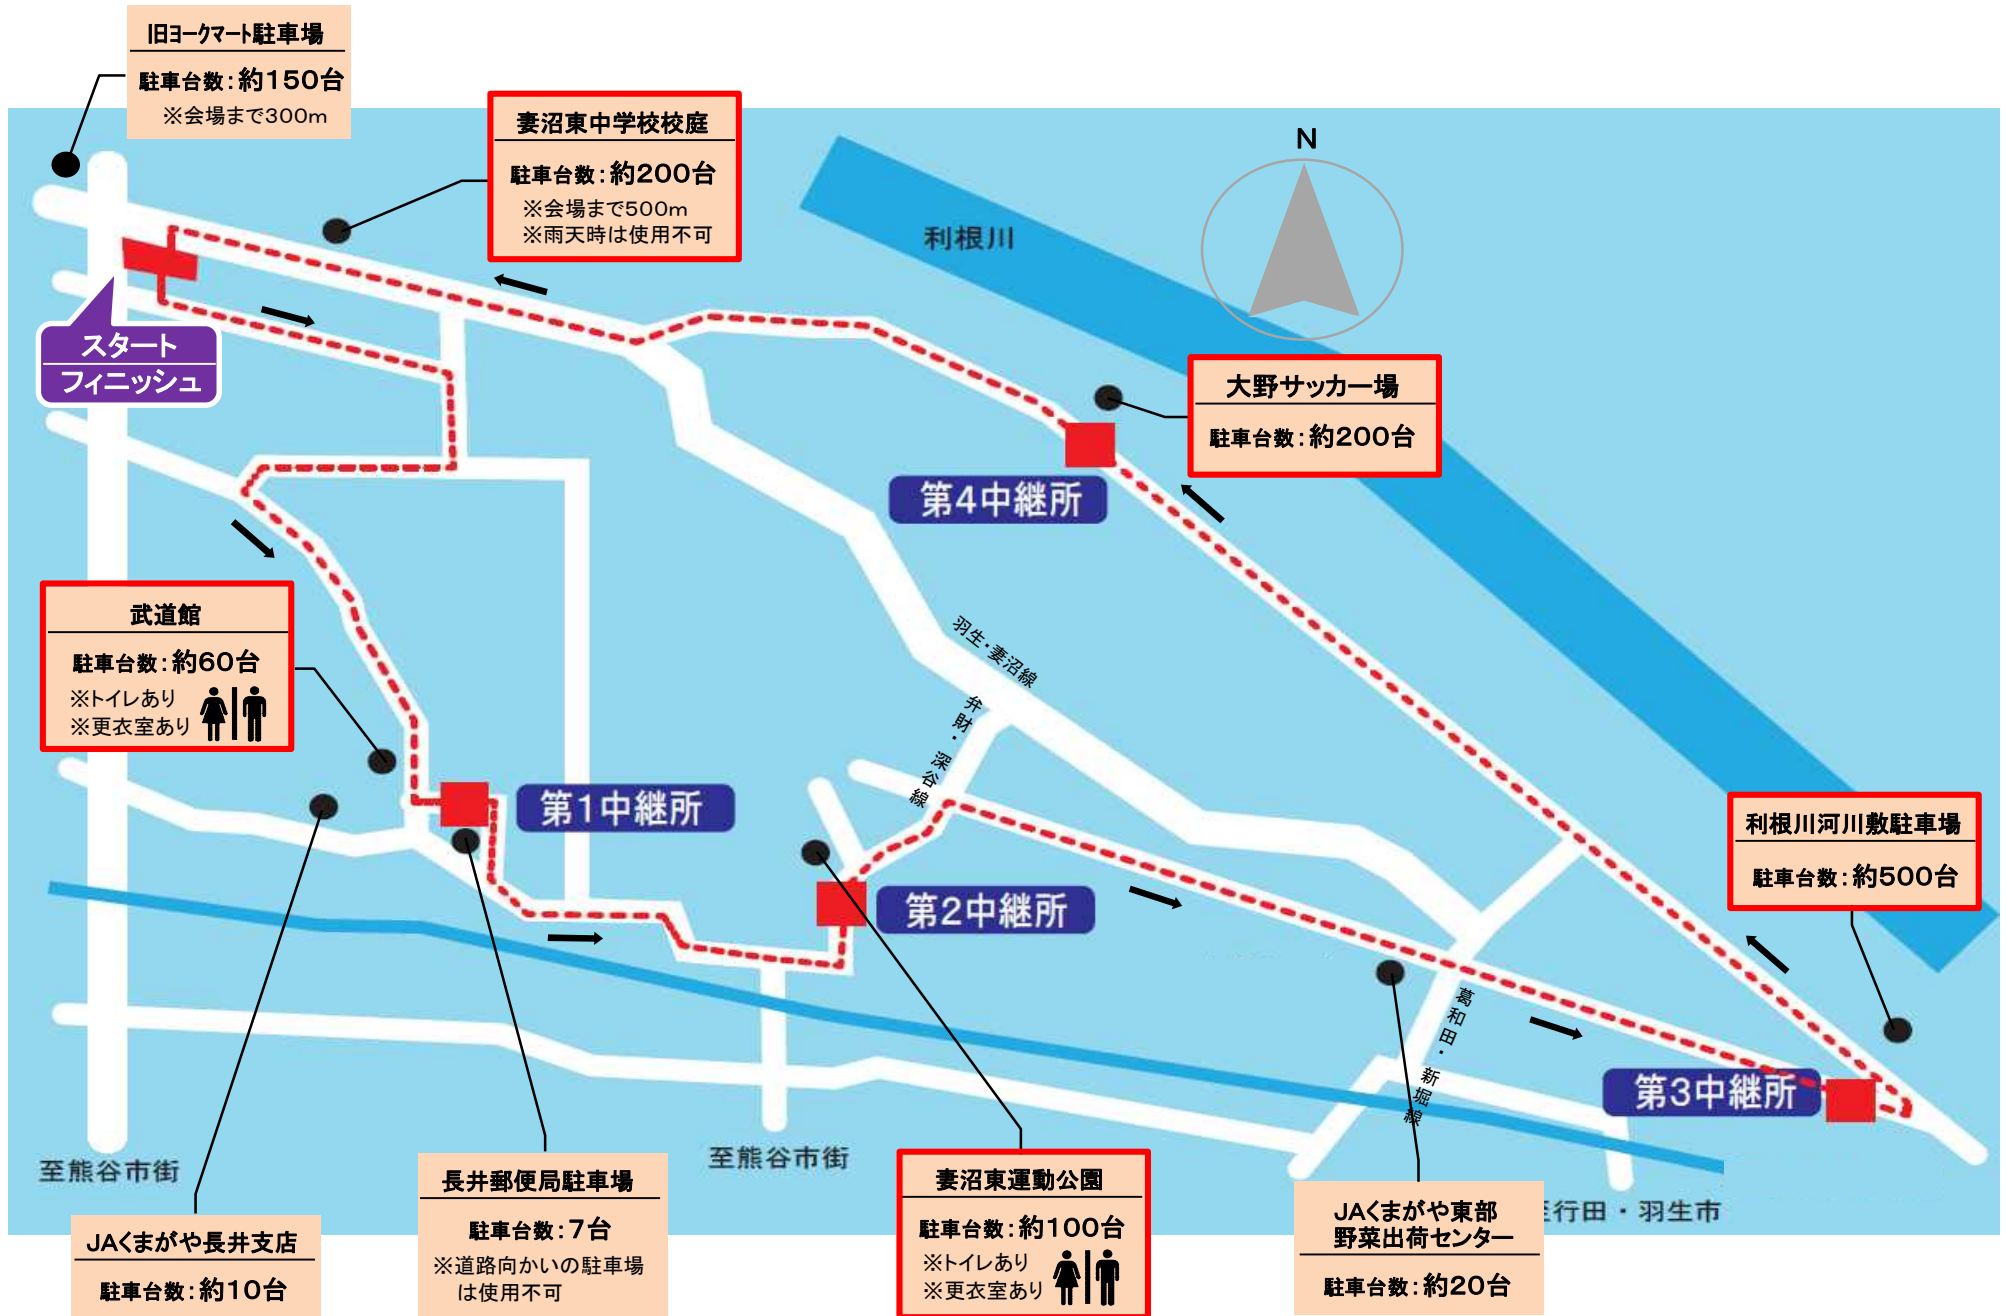 旧ヨークマート駐車場
駐車台数：約150台
※会場まで300m
妻沼東中学校校庭
駐車台数：約200台
※会場まで500m
※雨天時は使用不可
N
利根川
スタート
フィニッシュ
大野サッカー場
駐車台数：約200台
第4中継所
武道館
駐車台数：約60台
※トイレあり
※更衣室あり
羽生・妻沼線
弁財・深谷線
第1中継所
利根川河川敷駐車場
駐車台数：約500台
第2中継所
葛和田・新堀線
第3中継所
至熊谷市街
至熊谷市街
長井郵便局駐車場
駐車台数：7台
※道路向かいの駐車場
は使用不可
妻沼東運動公園
駐車台数：約100台
※トイレあり
※更衣室あり
JAくまがや東部
野菜出荷センター
駐車台数：約20台
至行田・羽生市
JAくまがや長井支店
駐車台数：約10台